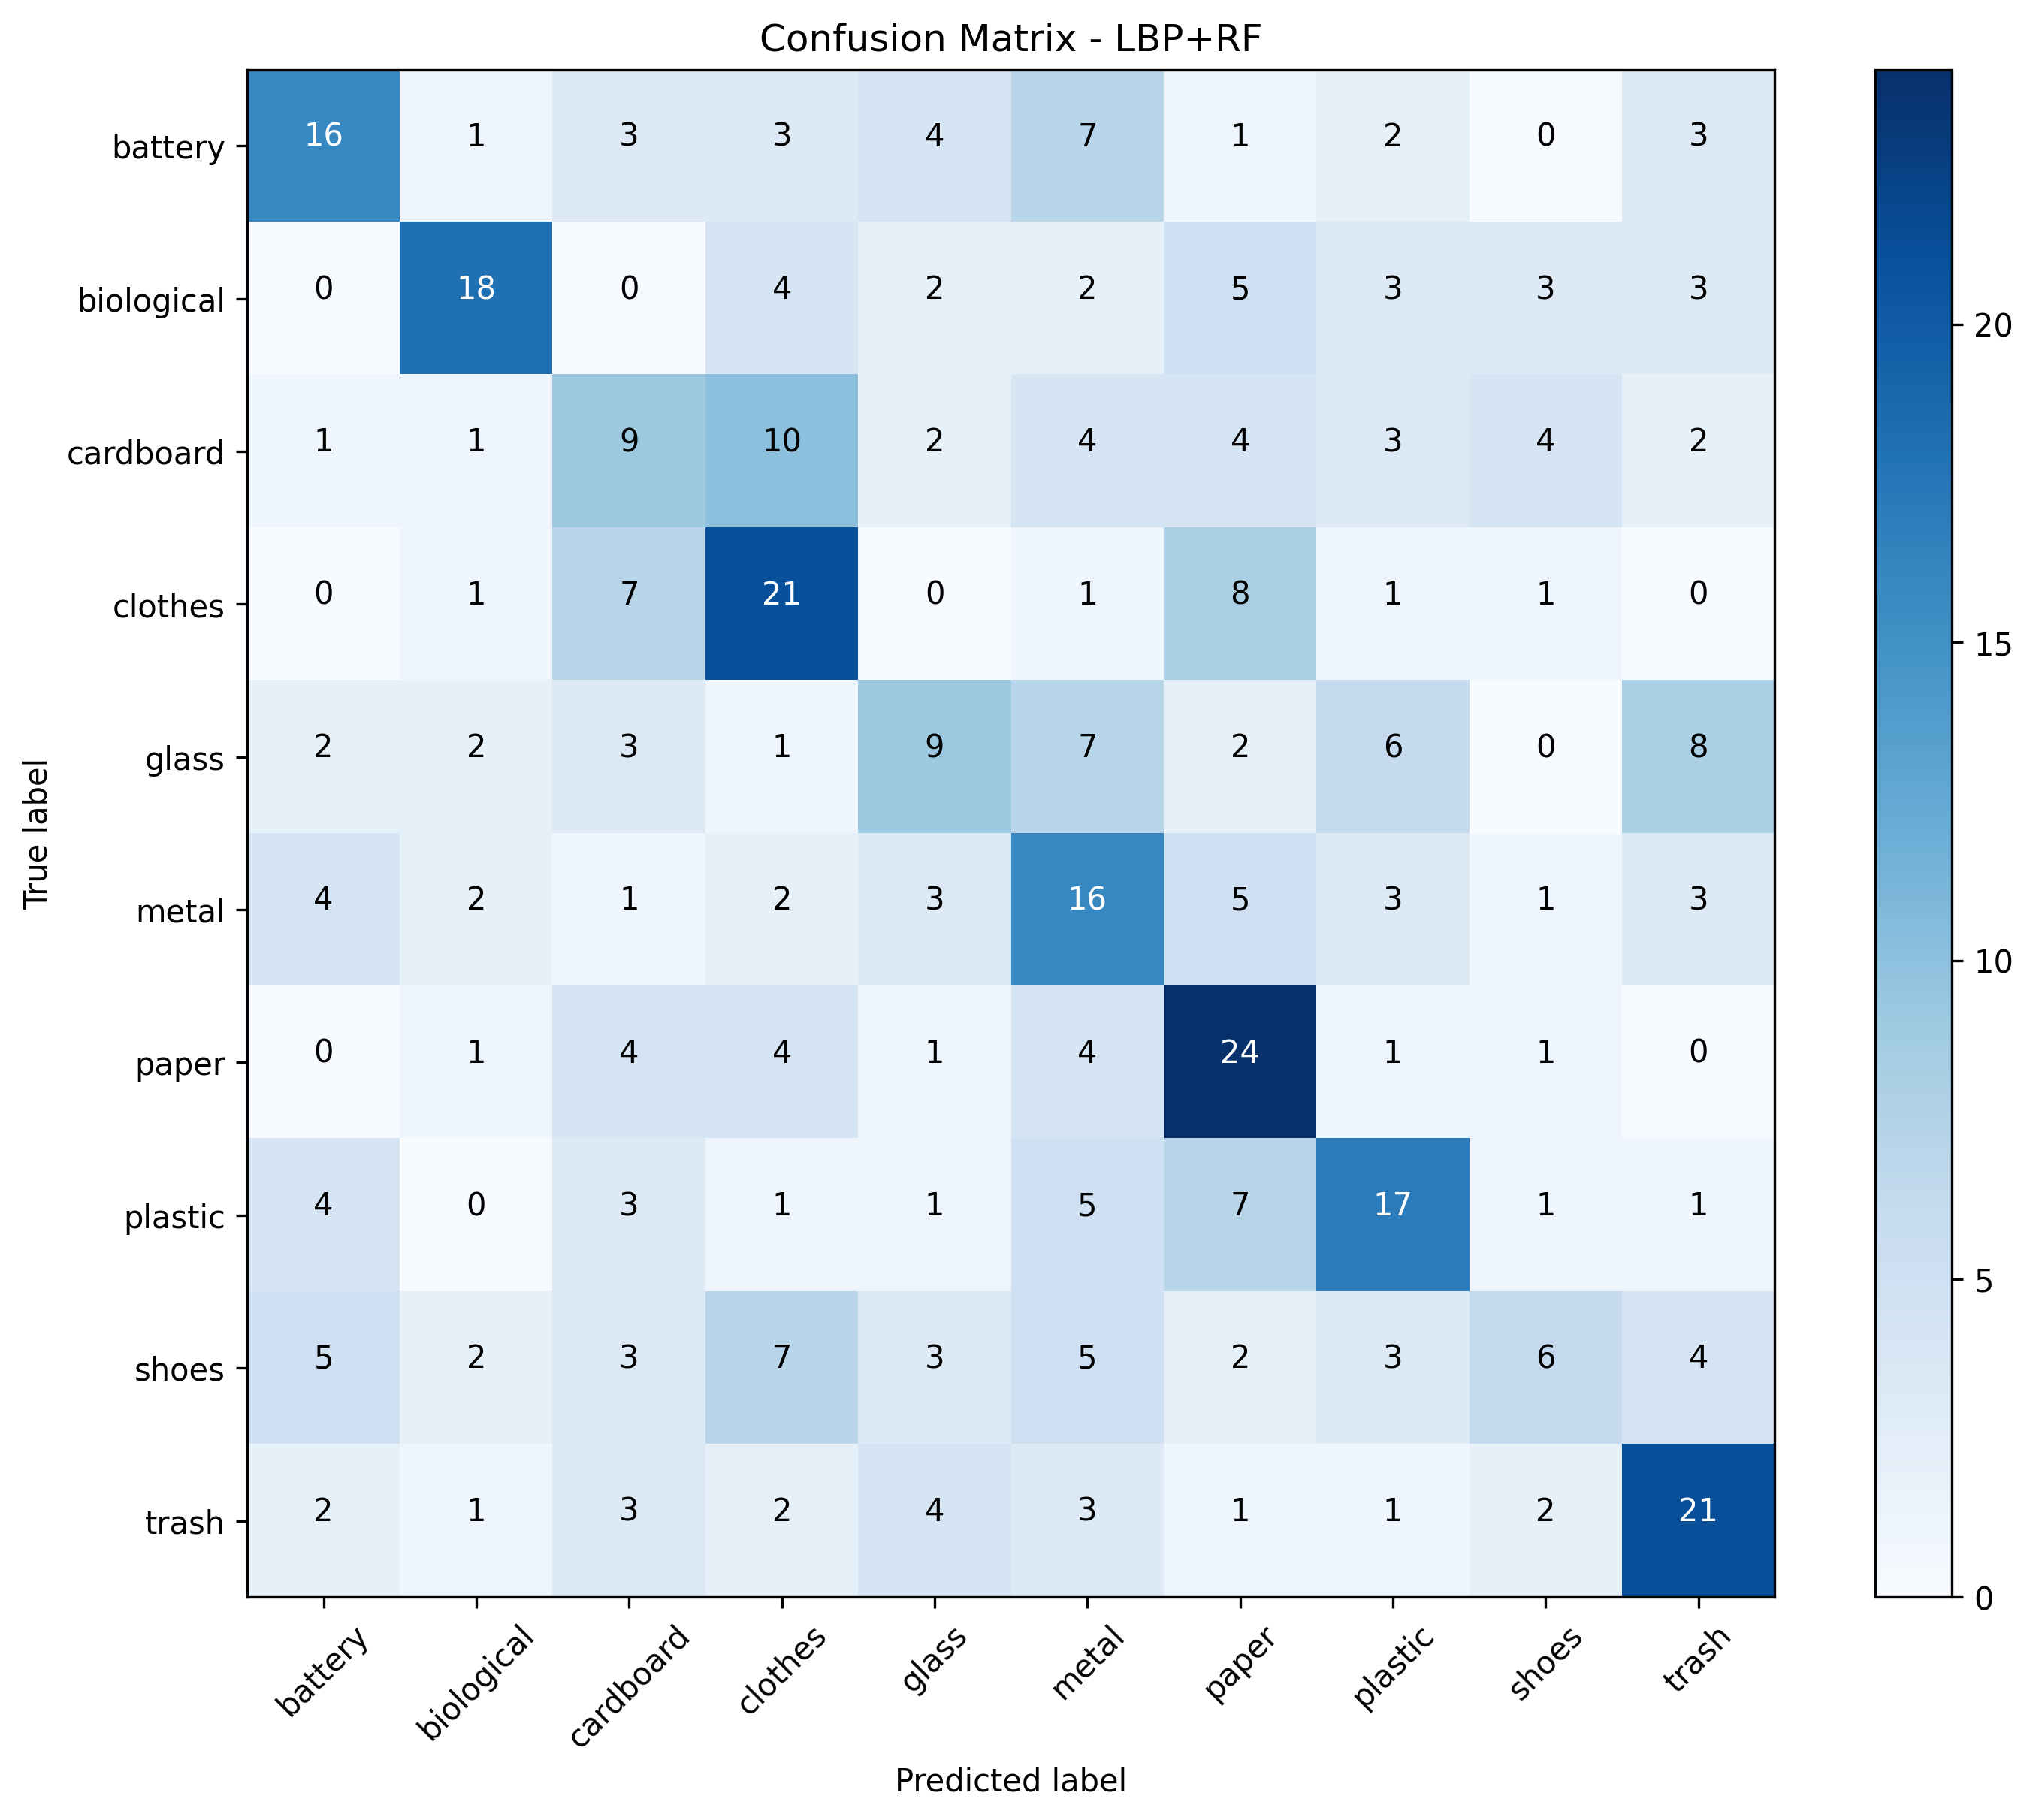 Confusion Matrix - LBP+RF
battery 16 1 3 3 4 7 1 2 0 3
biological 0 18 0 4 2 2 5 3 3 3
20
cardboard 1 1 9 10 2 4 4 3 4 2
clothes 0 1 7 21 0 1 8 1 1 0
15
glass 2 2 3 1 9 7 2 6 0 8
True label
metal 4 2 1 2 3 16 5 3 1 3
10
paper 0 1 4 4 1 4 24 1 1 0
plastic 4 0 3 1 1 5 7 17 1 1
5
shoes 5 2 3 7 3 5 2 3 6 4
trash 2 1 3 2 4 3 1 1 2 21
0
battery biological cardboard clothes glass metal paper plastic shoes trash
Predicted label